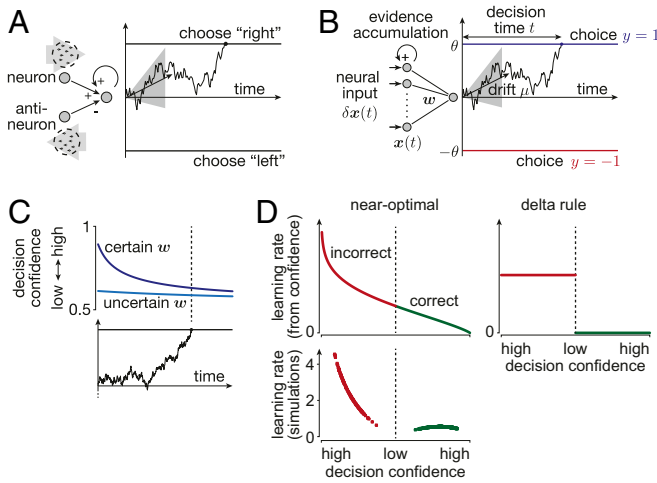 A
choose “right”
neuron
anti-
neuron
+
+
-
time
choose “left”
B
evidence
accumulation
decision
time t
θ
choice y = 1
+
neural
input
δx(t)
w
x(t)
drift μ
time
−θ
choice y = −1
C
decision
confidence
low ↔ high
1
0.5
certain w
uncertain w
time
D
near-optimal
delta rule
learning rate
(from confidence)
0
incorrect
correct
0
high low high
decision confidence
learning rate
(simulations)
4
2
0
high low high
decision confidence